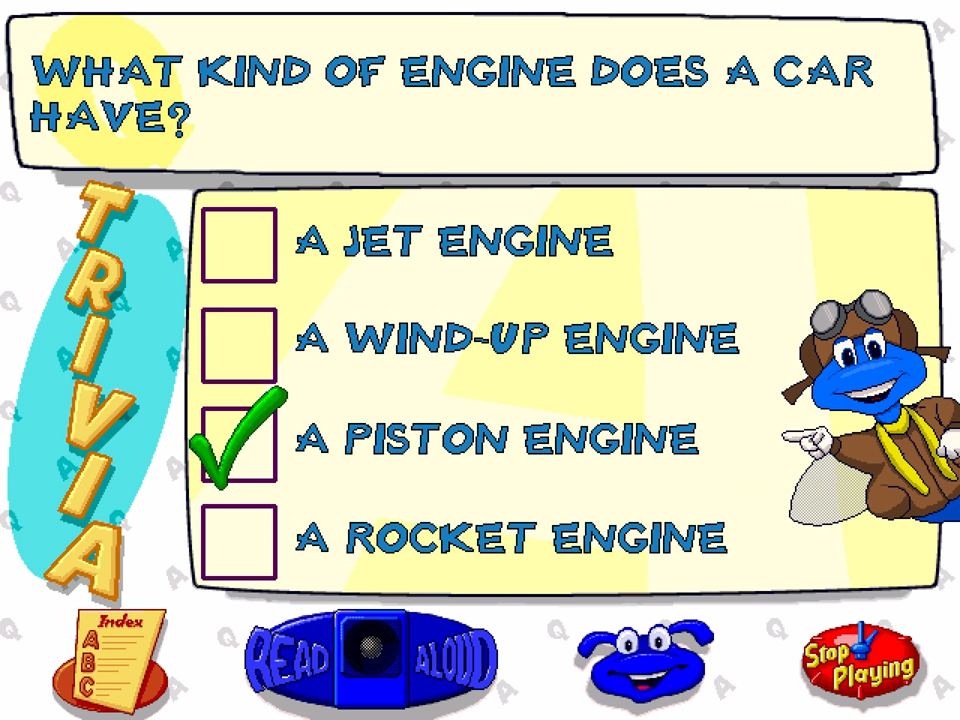 WHAT KIND OF ENGINE DOES A CAR
HAVE?
TRIVIA
A JET ENGINE
A WIND-UP ENGINE
A PISTON ENGINE
A ROCKET ENGINE
Index
A
B
C
READ ALOUD
Stop
Playing